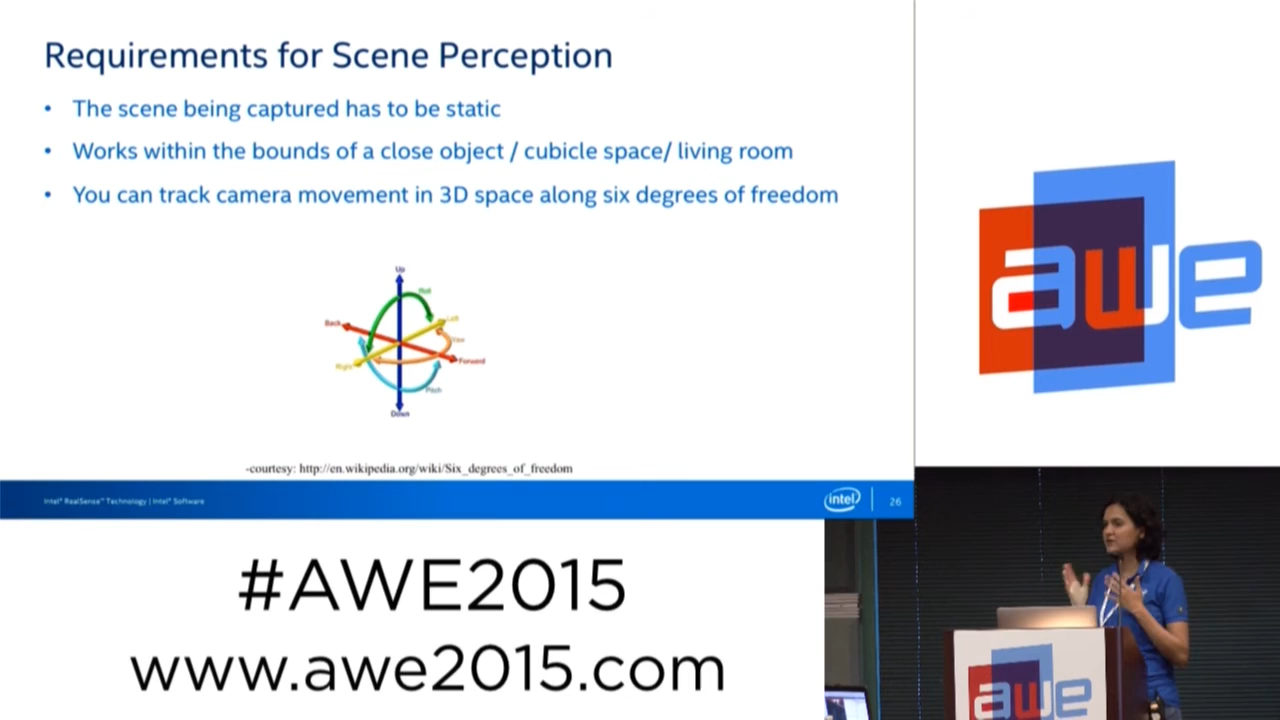 Requirements for Scene Perception
• The scene being captured has to be static
• Works within the bounds of a close object / cubicle space/ living room
• You can track camera movement in 3D space along six degrees of freedom
Up
Roll
Back
Left
Yaw
Right
Forward
Pitch
Down
-courtesy: http://en.wikipedia.org/wiki/Six_degrees_of_freedom
Intel® RealSense™ Technology | Intel® Software
intel
26
awe
#AWE2015
www.awe2015.com
awe